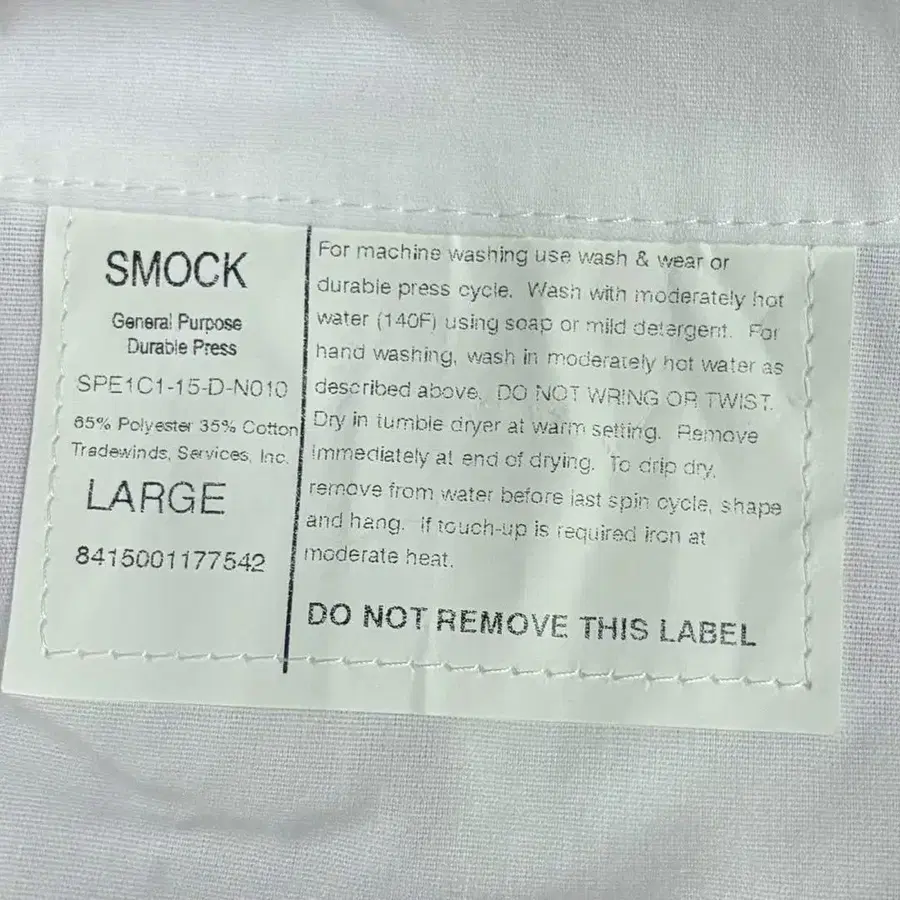 SMOCK
General Purpose
Durable Press
SPE1C1-15-D-N010
65% Polyester 35% Cotton
Tradewinds, Services, Inc.
LARGE
8415001177542
For machine washing use wash & wear or
durable press cycle. Wash with moderately hot
water (140F) using soap or mild detergent. For
hand washing, wash in moderately hot water as
described above. DO NOT WRING OR TWIST.
Dry in tumble dryer at warm setting. Remove
immediately at end of drying. To drip dry,
remove from water before last spin cycle, shape
and hang. If touch-up is required iron at
moderate heat.
DO NOT REMOVE THIS LABEL